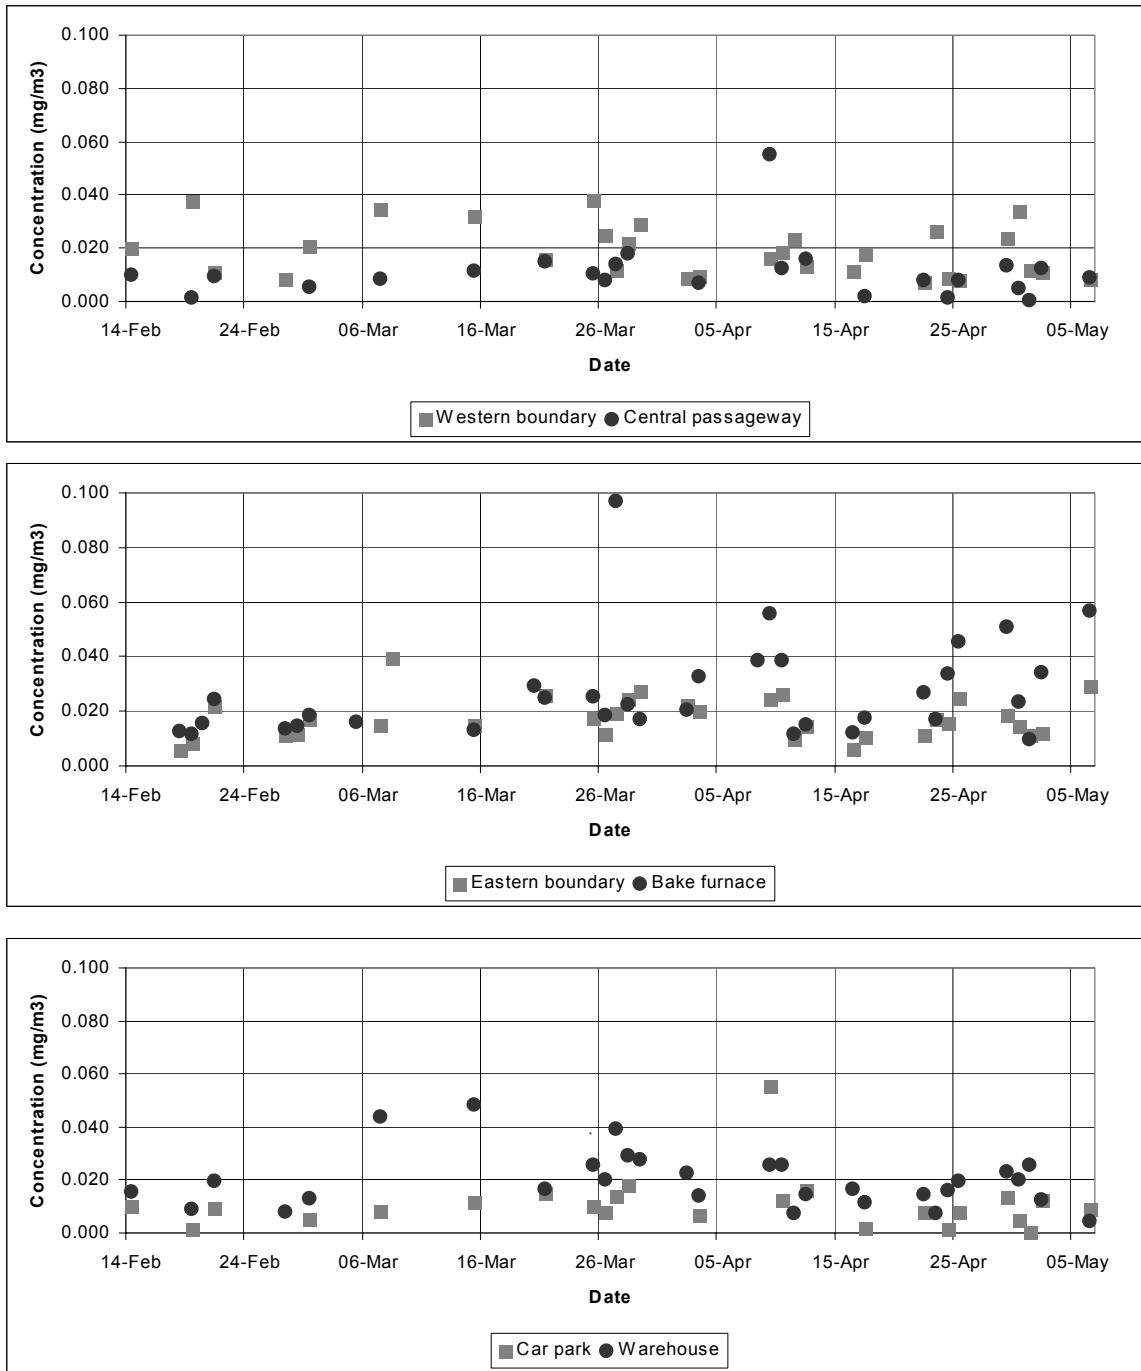 0.100
0.080
0.060
0.040
0.020
0.000
Concentration (mg/m3)
14-Feb 24-Feb 06-Mar 16-Mar 26-Mar 05-Apr 15-Apr 25-Apr 05-May
Date
Western boundary Central passageway
0.100
0.080
0.060
0.040
0.020
0.000
Concentration (mg/m3)
14-Feb 24-Feb 06-Mar 16-Mar 26-Mar 05-Apr 15-Apr 25-Apr 05-May
Date
Eastern boundary Bake furnace
0.100
0.080
0.060
0.040
0.020
0.000
Concentration (mg/m3)
14-Feb 24-Feb 06-Mar 16-Mar 26-Mar 05-Apr 15-Apr 25-Apr 05-May
Date
Car park Warehouse